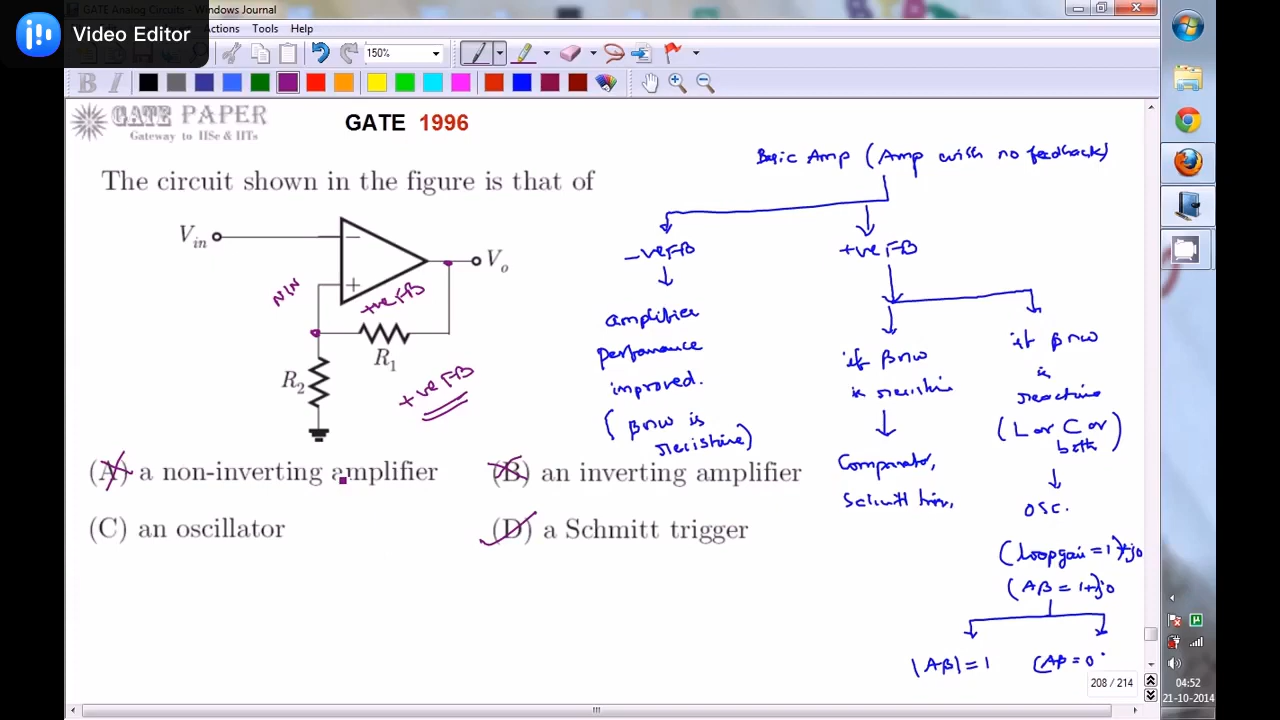 GATE Analog Circuits - Windows Journal
Video Editor
Actions Tools Help
150%
B I
GATE PAPER
Gateway to IISc & IITs
GATE 1996
The circuit shown in the figure is that of
Vin
−
+
Vo
NIN
+ve FB
R1
R2
+ve FB
(A) a non-inverting amplifier
(B) an inverting amplifier
(C) an oscillator
(D) a Schmitt trigger
Basic Amp (Amp with no feedback)
-ve FB
+ve FB
amplifier
performance
improved.
(β n/w is
resistive)
if β n/w
is resistive
Comparator,
Schmitt trig,
if β n/w
is
reactive
(L or C or
both)
osc.
(loop gain = 1)+j0
(Aβ = 1+j0
|Aβ| = 1
208 / 214
04:52
21-10-2014